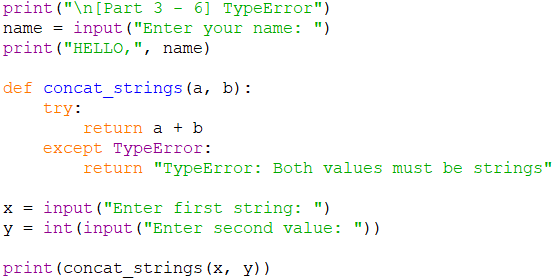 print("\n[Part 3 - 6] TypeError")
name = input("Enter your name: ")
print("HELLO,", name)
def concat_strings(a, b):
    try:
        return a + b
    except TypeError:
        return "TypeError: Both values must be strings"
x = input("Enter first string: ")
y = int(input("Enter second value: "))
print(concat_strings(x, y))